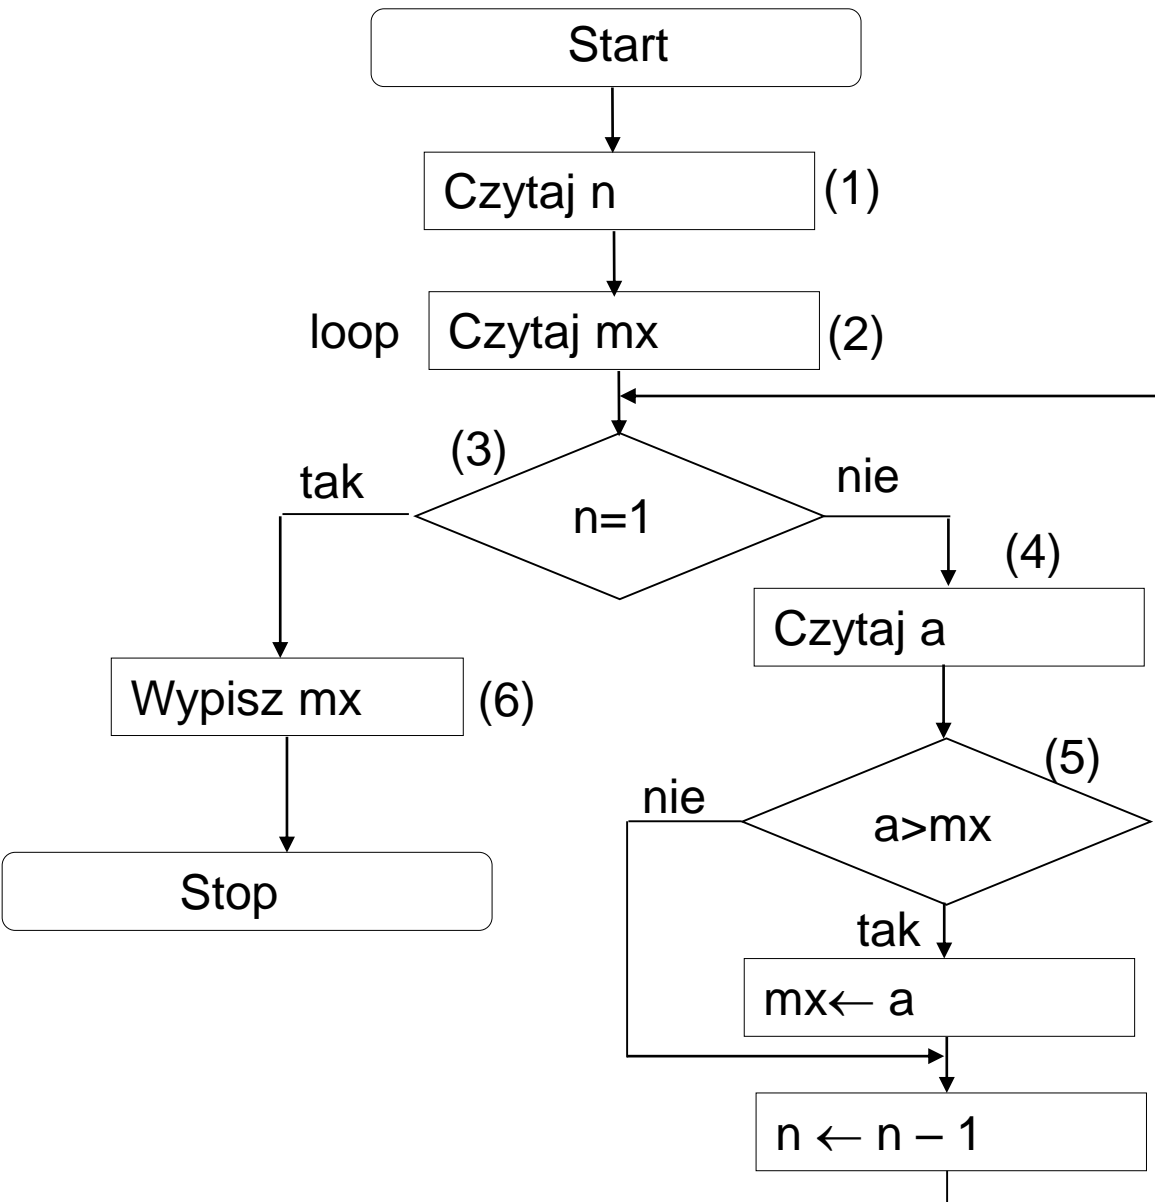 Start
Czytaj n (1)
loop Czytaj mx (2)
(3)
tak n=1 nie
(4)
Czytaj a
Wypisz mx (6)
(5)
nie a>mx
Stop
tak
mx← a
n ← n – 1